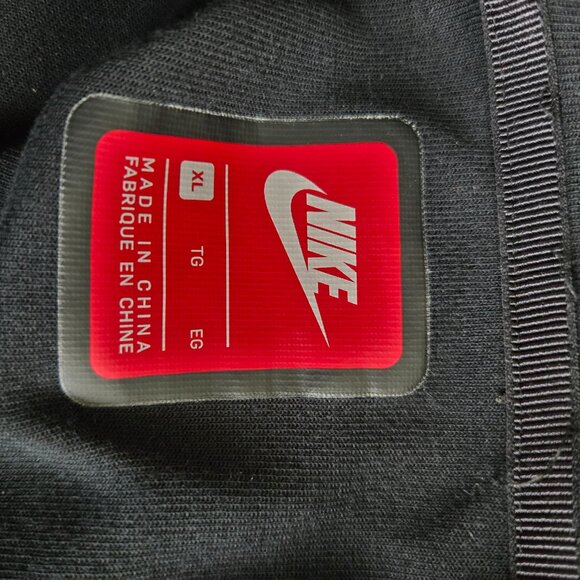 NIKE
XL TG EG
MADE IN CHINA
FABRIQUE EN CHINE